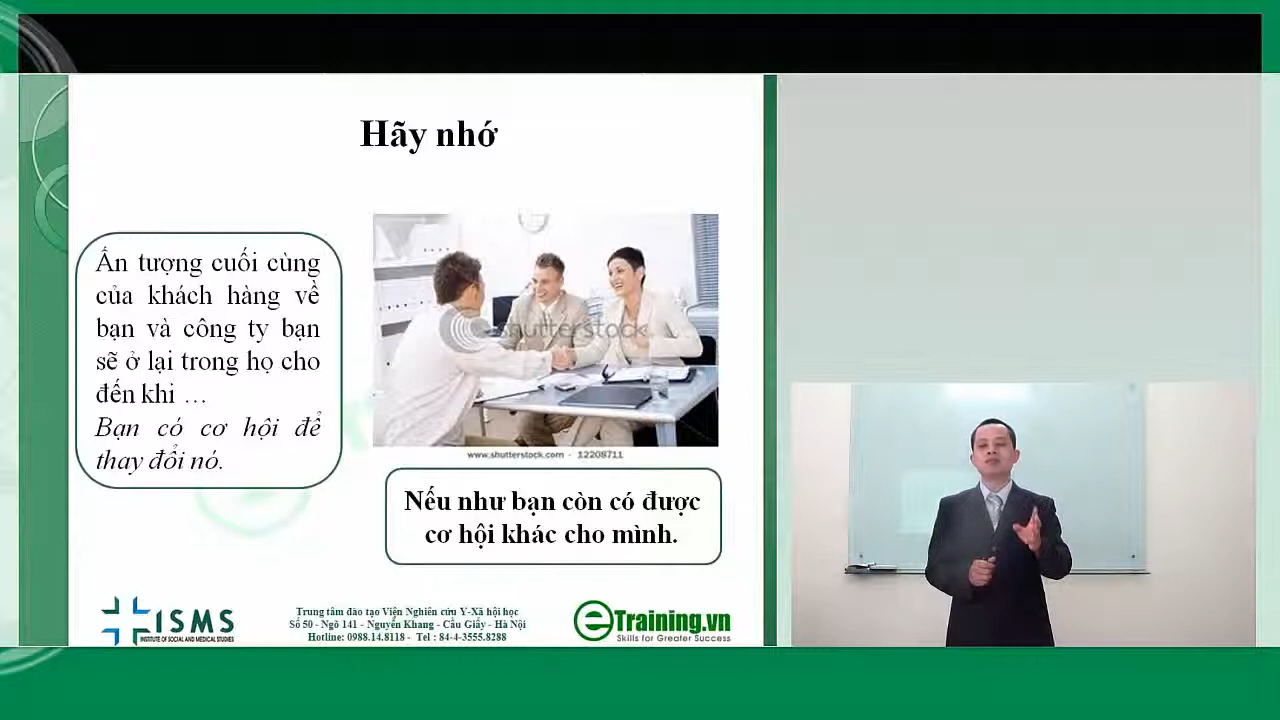 Hãy nhớ
Ấn tượng cuối cùng
của khách hàng về
bạn và công ty bạn
sẽ ở lại trong họ cho
đến khi …
Bạn có cơ hội để
thay đổi nó.
shutterstock
www.shutterstock.com · 12208711
Nếu như bạn còn có được
cơ hội khác cho mình.
ISMS
INSTITUTE OF SOCIAL AND MEDICAL STUDIES
Trung tâm đào tạo Viện Nghiên cứu Y-Xã hội học
Số 50 - Ngõ 141 - Nguyễn Khang - Cầu Giấy - Hà Nội
Hotline: 0988.14.8118 - Tel : 84-4-3555.8288
eTraining.vn
Skills for Greater Success